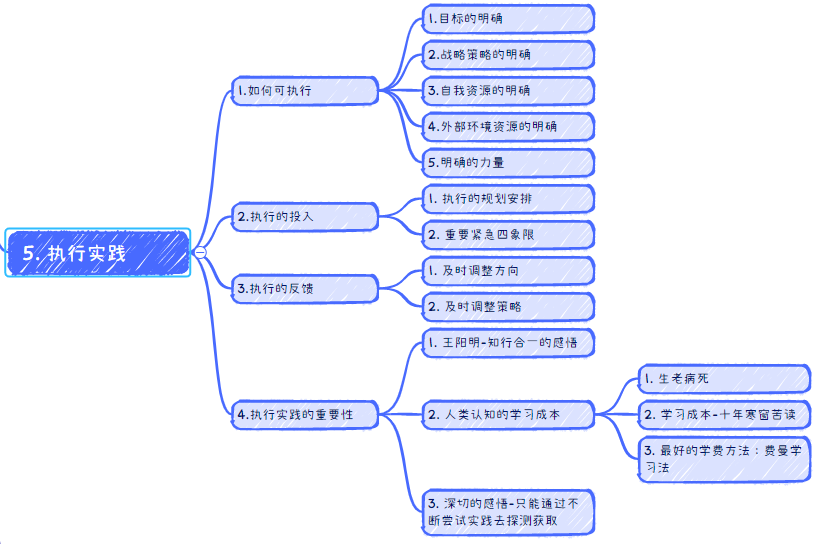 5. 执行实践
1.如何可执行
1.目标的明确
2.战略策略的明确
3.自我资源的明确
4.外部环境资源的明确
5.明确的力量
2.执行的投入
1. 执行的规划安排
2. 重要紧急四象限
3.执行的反馈
1. 及时调整方向
2. 及时调整策略
4.执行实践的重要性
1. 王阳明-知行合一的感悟
2. 人类认知的学习成本
1. 生老病死
2. 学习成本-十年寒窗苦读
3. 最好的学费方法：费曼学
习法
3. 深切的感悟-只能通过不
断尝试实践去探测获取